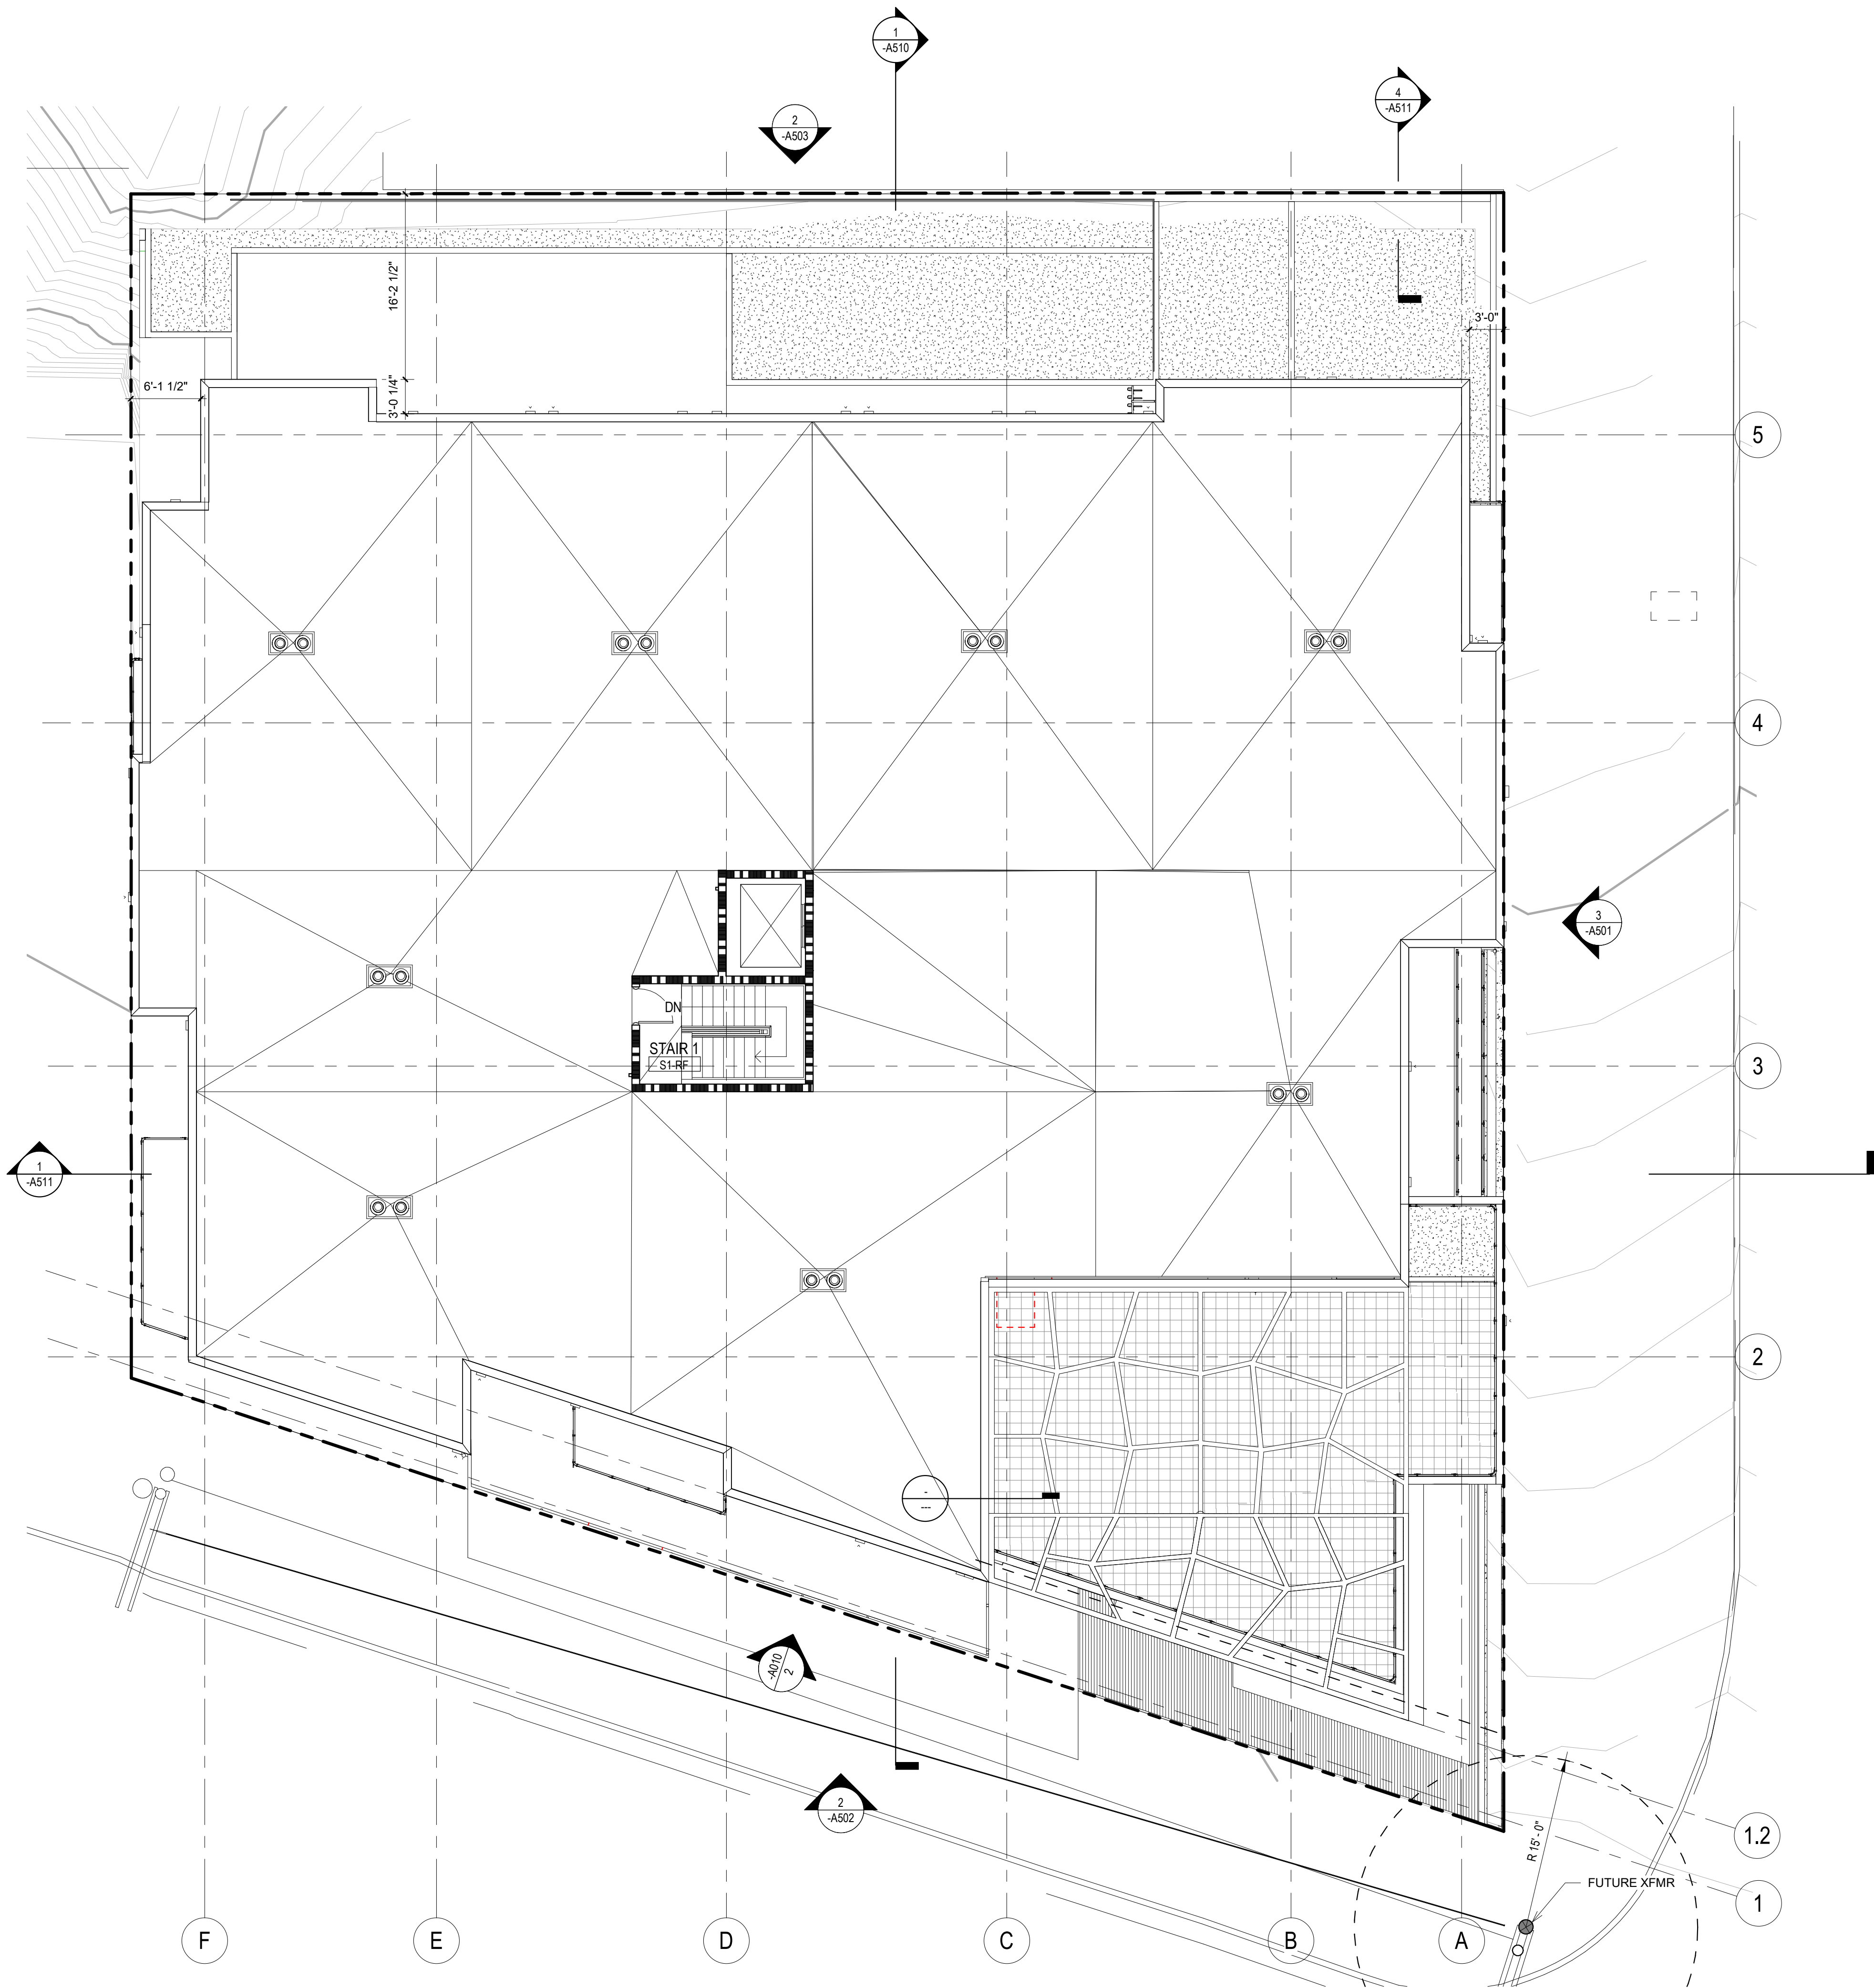 1
-A510
4
-A511
2
-A503
16'-2 1/2"
3'-0"
6'-1 1/2"
3'-0 1/4"
5
4
3
-A501
DN
STAIR 1
S1-RF
3
1
-A511
2
-
---
-A010
2
2
-A502
1.2
R 15' - 0"
FUTURE XFMR
1
F
E
D
C
B
A